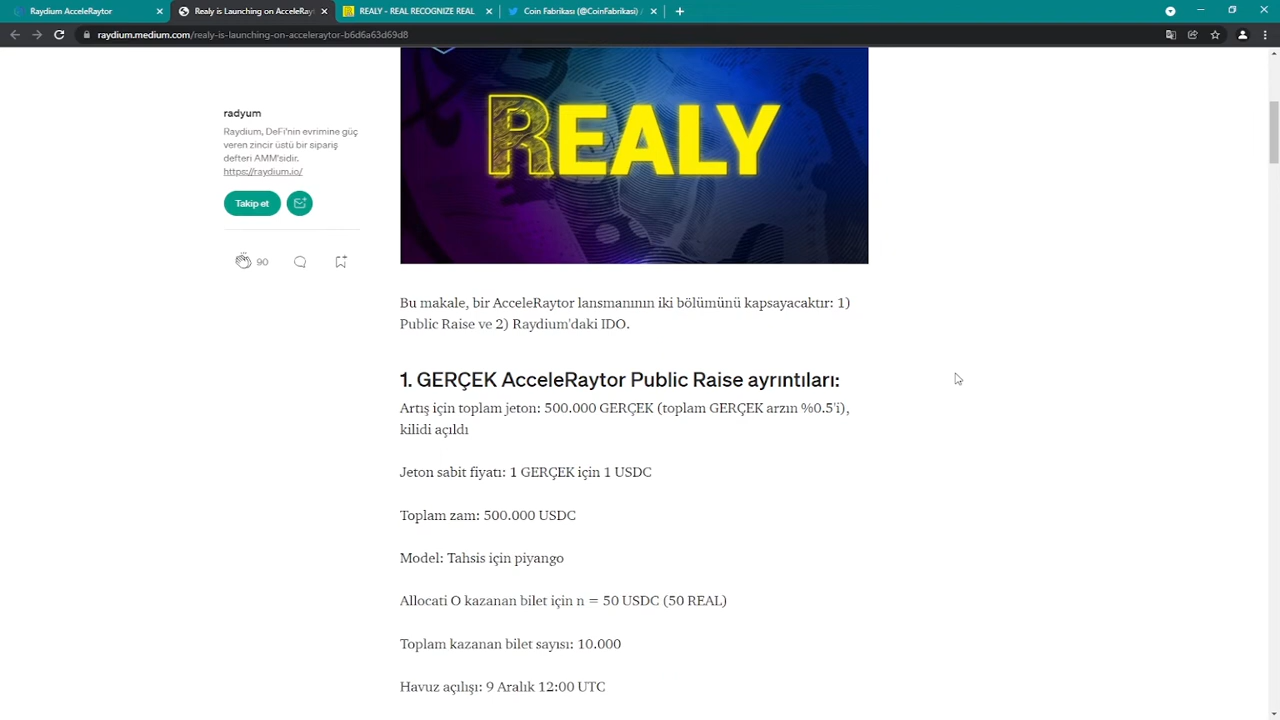 Raydium AcceleRaytor
Realy is Launching on AcceleRayt
REALY - REAL RECOGNIZE REAL
Coin Fabrikası (@CoinFabrikasi) /
raydium.medium.com/realy-is-launching-on-acceleraytor-b6d6a63d69d8
REALY
radyum
Raydium, DeFi'nin evrimine güç
veren zincir üstü bir sipariş
defteri AMM'sidir.
https://raydium.io/
Takip et
90
Bu makale, bir AcceleRaytor lansmanının iki bölümünü kapsayacaktır: 1)
Public Raise ve 2) Raydium'daki IDO.
1. GERÇEK AcceleRaytor Public Raise ayrıntıları:
Artış için toplam jeton: 500.000 GERÇEK (toplam GERÇEK arzın %0.5'i),
kilidi açıldı
Jeton sabit fiyatı: 1 GERÇEK için 1 USDC
Toplam zam: 500.000 USDC
Model: Tahsis için piyango
Allocati O kazanan bilet için n = 50 USDC (50 REAL)
Toplam kazanan bilet sayısı: 10.000
Havuz açılışı: 9 Aralık 12:00 UTC